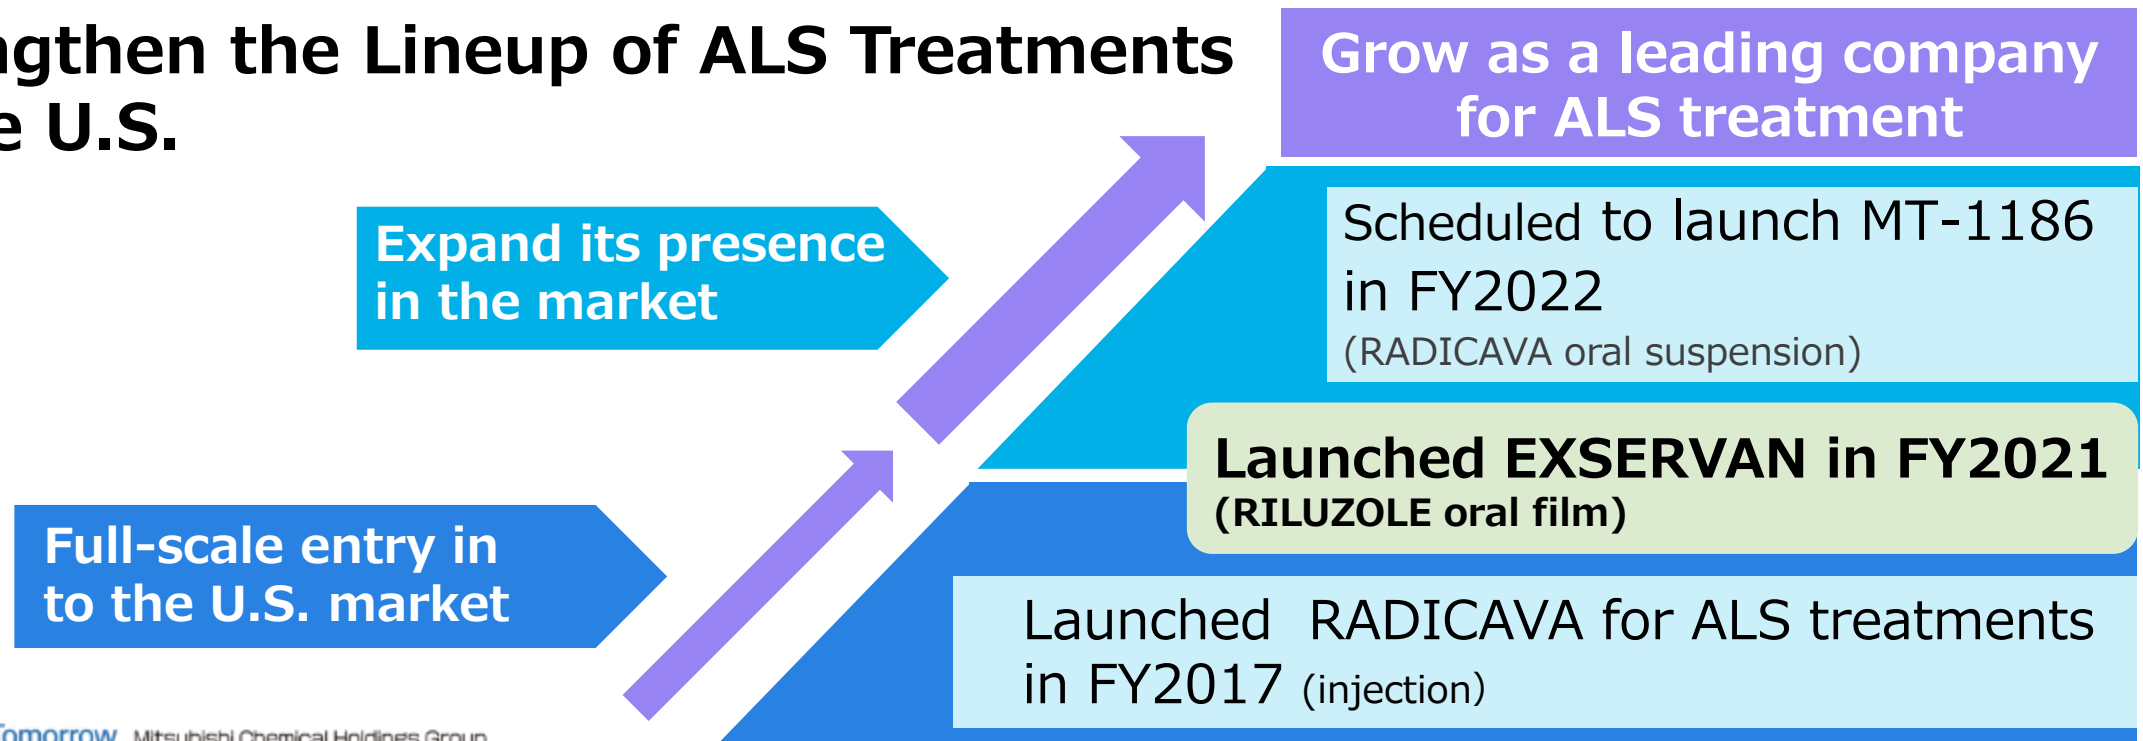 ngthen the Lineup of ALS Treatments
e U.S.
Grow as a leading company
for ALS treatment
Expand its presence
in the market
Scheduled to launch MT-1186
in FY2022
(RADICAVA oral suspension)
Launched EXSERVAN in FY2021
(RILUZOLE oral film)
Full-scale entry in
to the U.S. market
Launched RADICAVA for ALS treatments
in FY2017 (injection)
Tomorrow Mitsubishi Chemical Holdings Group